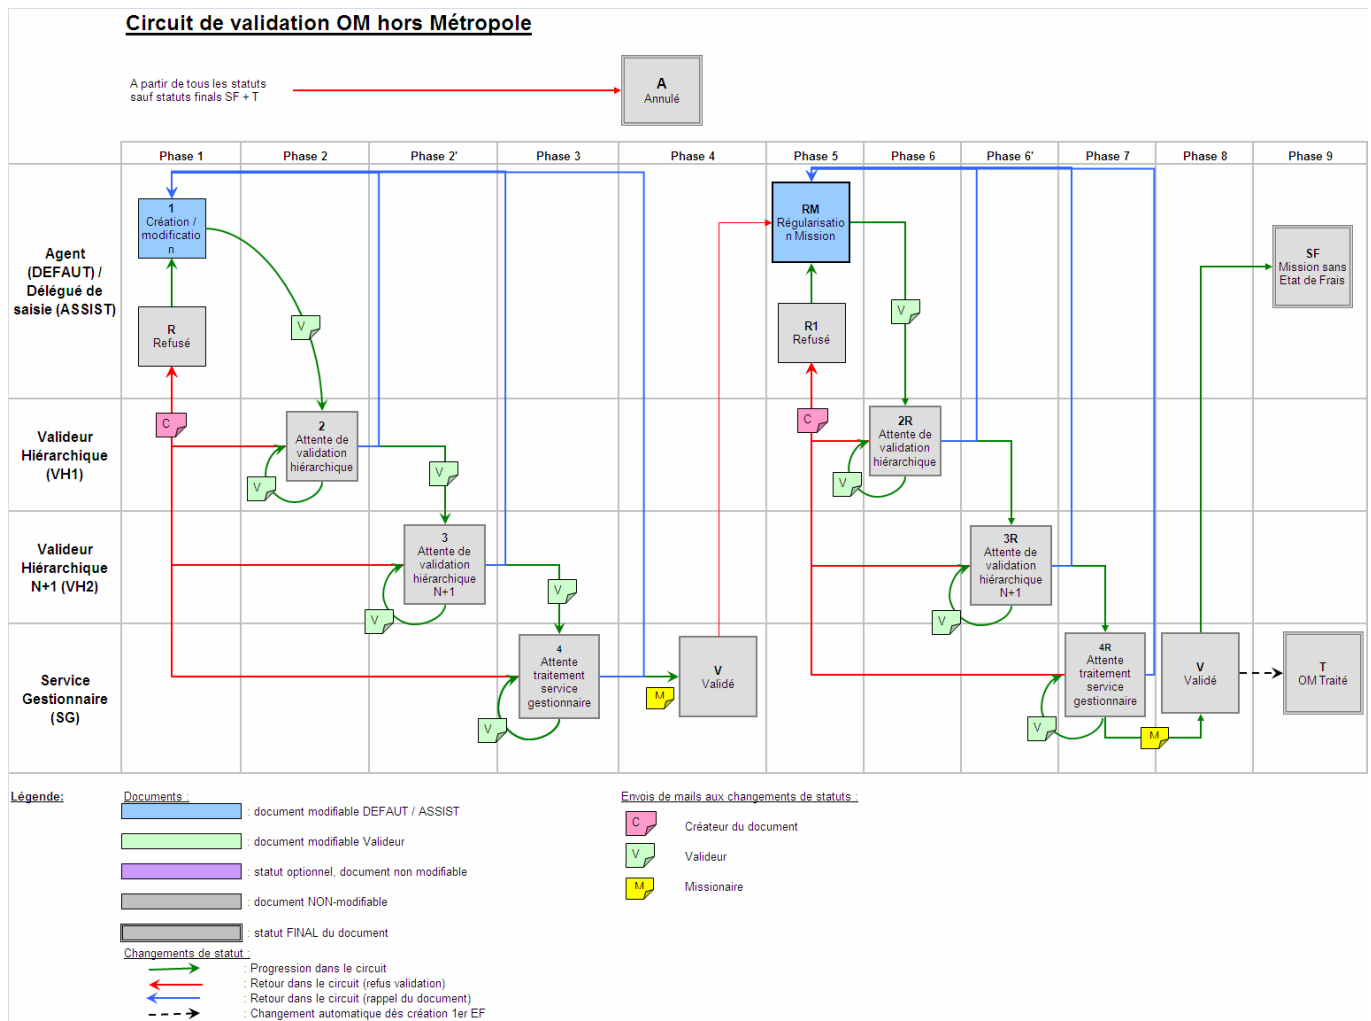 Circuit de validation OM hors Métropole
A partir de tous les statuts
sauf statuts finals SF + T
A
Annulé
Phase 1
Phase 2
Phase 2'
Phase 3
Phase 4
Phase 5
Phase 6
Phase 6'
Phase 7
Phase 8
Phase 9
Agent
(DEFAUT) /
Délégué de
saisie (ASSIST)
1
Création /
modificatio
n
R
Refusé
V
RM
Régularisatio
n Mission
R1
Refusé
V
SF
Mission sans
Etat de Frais
Valideur
Hiérarchique
(VH1)
C
2
Attente de
validation
hiérarchique
V
V
C
2R
Attente de
validation
hiérarchique
V
Valideur
Hiérarchique
N+1 (VH2)
3
Attente de
validation
hiérarchique
N+1
V
V
3R
Attente de
validation
hiérarchique
N+1
V
Service
Gestionnaire
(SG)
4
Attente
traitement
service
gestionnaire
V
M
V
Validé
4R
Attente
traitement
service
gestionnaire
V
M
V
Validé
T
OM Traité
Légende:
Documents :
: document modifiable DEFAUT / ASSIST
: document modifiable Valideur
: statut optionnel, document non modifiable
: document NON-modifiable
: statut FINAL du document
Changements de statut :
: Progression dans le circuit
: Retour dans le circuit (refus validation)
: Retour dans le circuit (rappel du document)
: Changement automatique dès création 1er EF
Envois de mails aux changements de statuts :
C
Créateur du document
V
Valideur
M
Missionaire